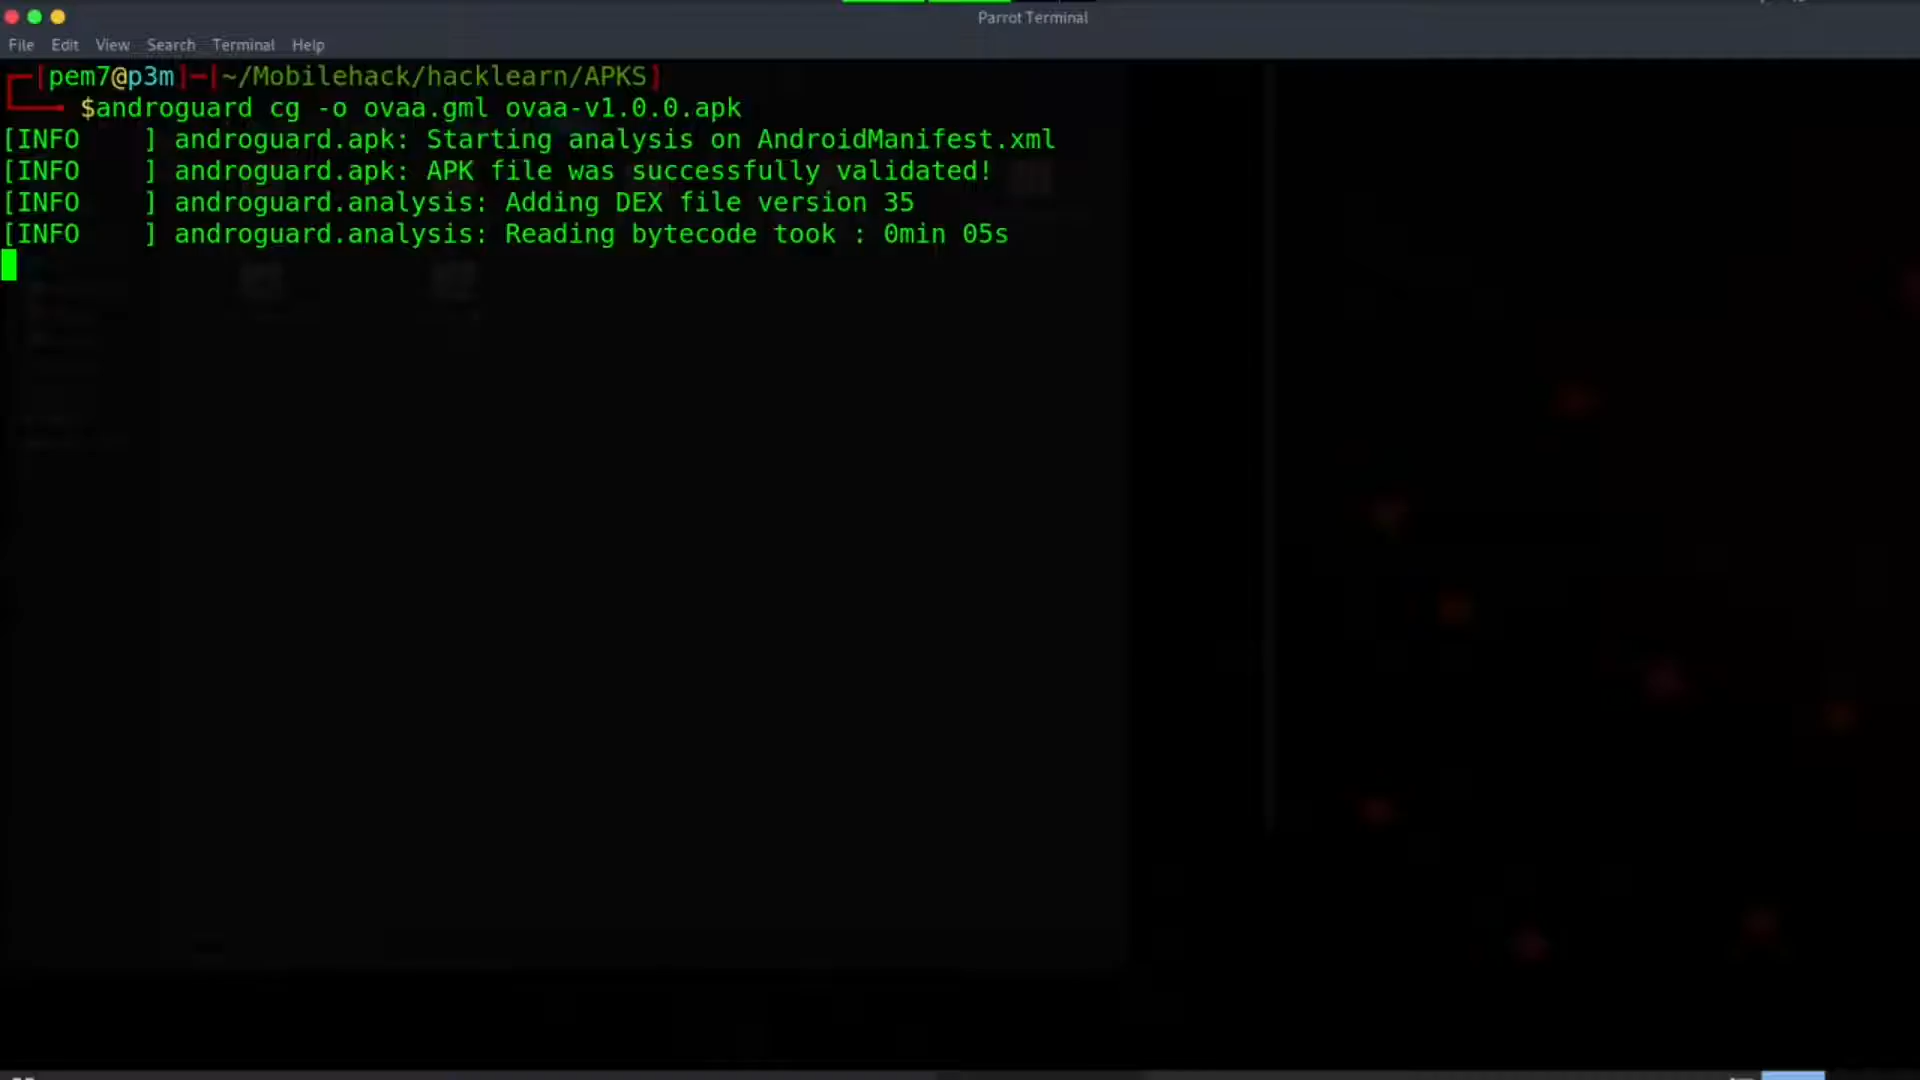 Parrot Terminal
File Edit View Search Terminal Help
[pem7@p3m]─[~/Mobilehack/hacklearn/APKS]
$androguard cg -o ovaa.gml ovaa-v1.0.0.apk
[INFO    ] androguard.apk: Starting analysis on AndroidManifest.xml
[INFO    ] androguard.apk: APK file was successfully validated!
[INFO    ] androguard.analysis: Adding DEX file version 35
[INFO    ] androguard.analysis: Reading bytecode took : 0min 05s